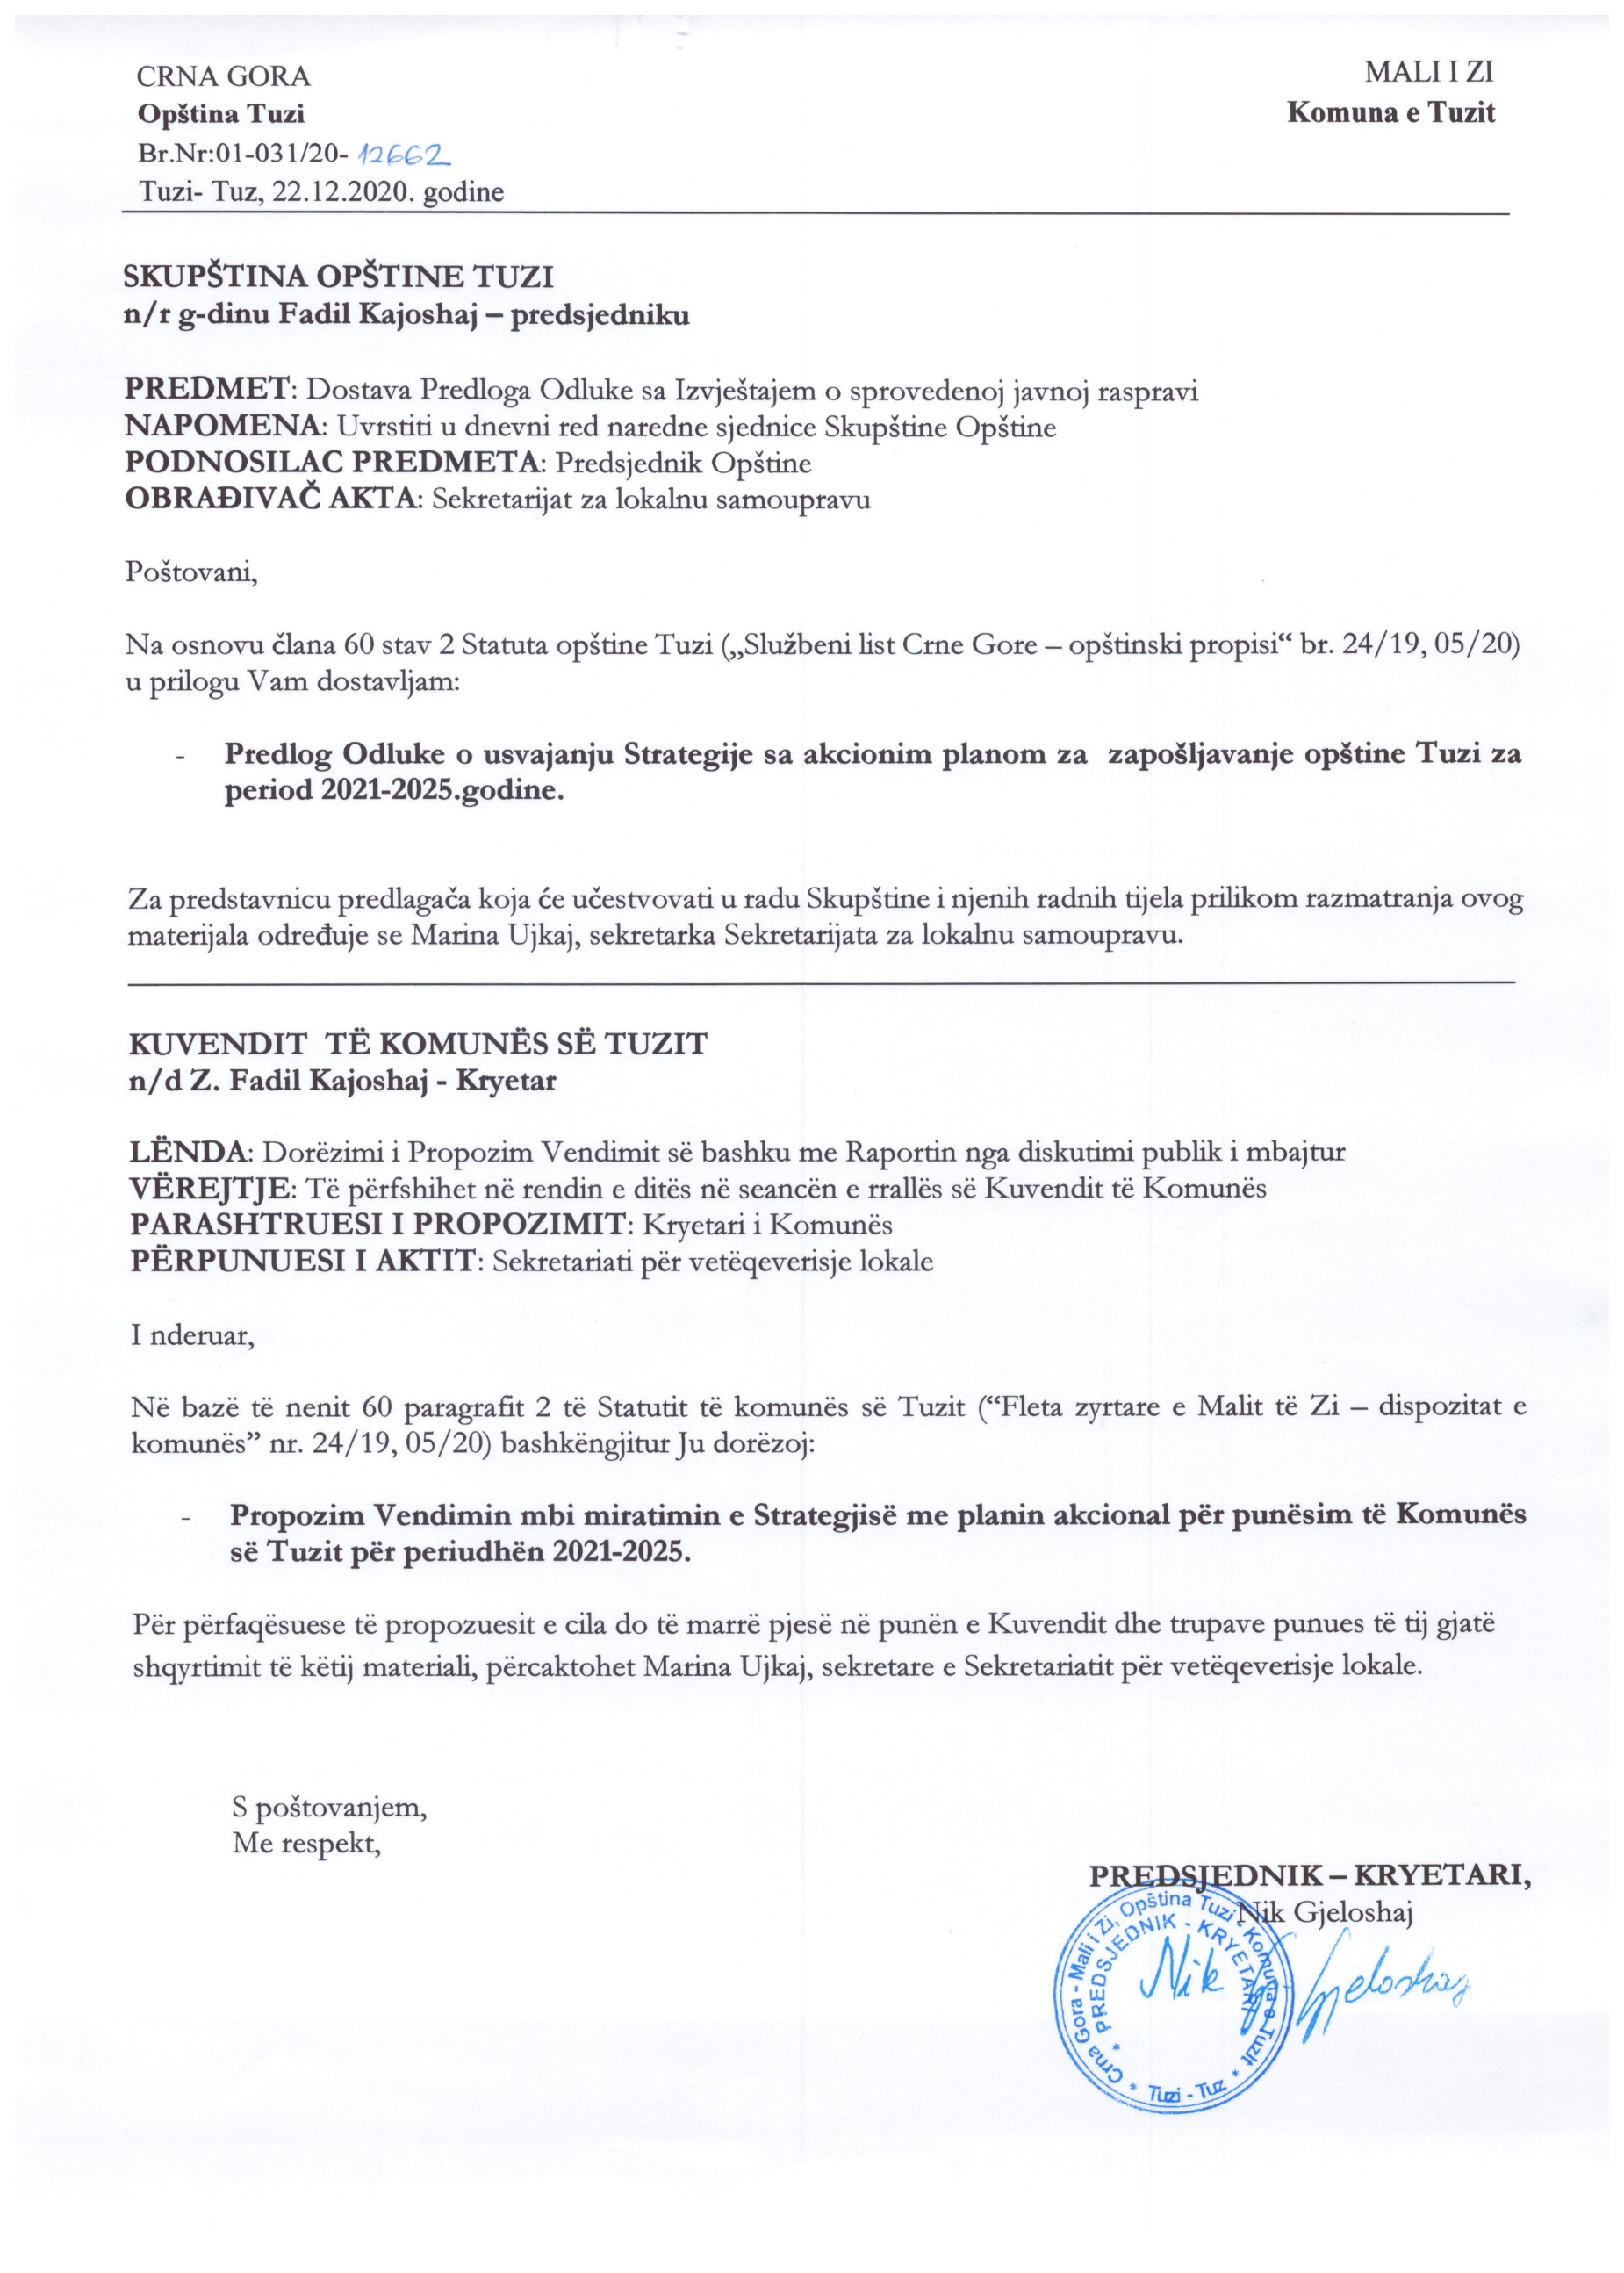 CRNA GORA
MALI I ZI
Opština Tuzi
Komuna e Tuzit
Br.Nr:01-031/20- 12662
Tuzi- Tuz, 22.12.2020. godine
SKUPŠTINA OPŠTINE TUZI
n/r g-dinu Fadil Kajoshaj – predsjedniku
PREDMET: Dostava Predloga Odluke sa Izvještajem o sprovedenoj javnoj raspravi
NAPOMENA: Uvrstiti u dnevni red naredne sjednice Skupštine Opštine
PODNOSILAC PREDMETA: Predsjednik Opštine
OBRAĐIVAČ AKTA: Sekretarijat za lokalnu samoupravu
Poštovani,
Na osnovu člana 60 stav 2 Statuta opštine Tuzi („Službeni list Crne Gore – opštinski propisi“ br. 24/19, 05/20)
u prilogu Vam dostavljam:
- Predlog Odluke o usvajanju Strategije sa akcionim planom za zapošljavanje opštine Tuzi za
period 2021-2025.godine.
Za predstavnicu predlagača koja će učestvovati u radu Skupštine i njenih radnih tijela prilikom razmatranja ovog
materijala određuje se Marina Ujkaj, sekretarka Sekretarijata za lokalnu samoupravu.
KUVENDIT TË KOMUNËS SË TUZIT
n/d Z. Fadil Kajoshaj - Kryetar
LËNDA: Dorëzimi i Propozim Vendimit së bashku me Raportin nga diskutimi publik i mbajtur
VËREJTJE: Të përfshihet në rendin e ditës në seancën e rrallës së Kuvendit të Komunës
PARASHTRUESI I PROPOZIMIT: Kryetari i Komunës
PËRPUNUESI I AKTIT: Sekretariati për vetëqeverisje lokale
I nderuar,
Në bazë të nenit 60 paragrafit 2 të Statutit të komunës së Tuzit (“Fleta zyrtare e Malit të Zi – dispozitat e
komunës” nr. 24/19, 05/20) bashkëngjitur Ju dorëzoj:
- Propozim Vendimin mbi miratimin e Strategjisë me planin akcional për punësim të Komunës
së Tuzit për periudhën 2021-2025.
Për përfaqësuese të propozuesit e cila do të marrë pjesë në punën e Kuvendit dhe trupave punues të tij gjatë
shqyrtimit të këtij materiali, përcaktohet Marina Ujkaj, sekretare e Sekretariatit për vetëqeverisje lokale.
S poštovanjem,
Me respekt,
PREDSJEDNIK – KRYETARI,
Nik Gjeloshaj
Crna Gora - Mali i Zi, Opština Tuzi - Komuna e Tuzit
* PREDSJEDNIK - KRYETARI
* Tuzi - Tuz *
Nik Gjeloshaj